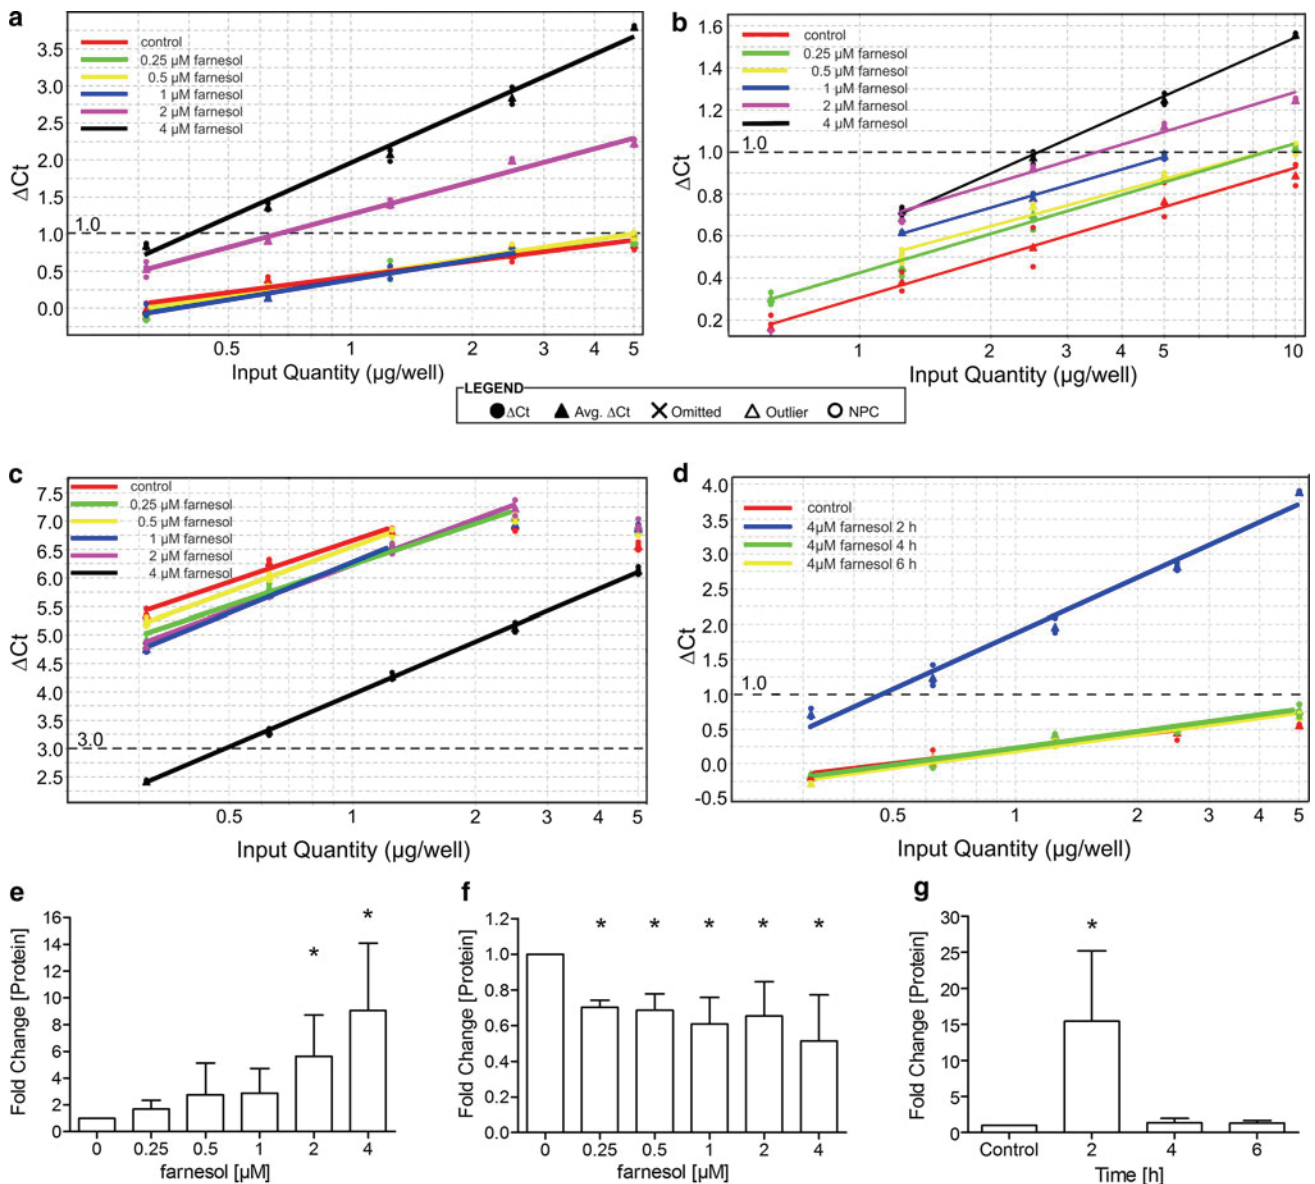 a
control
0.25 µM farnesol
0.5 µM farnesol
1 µM farnesol
2 µM farnesol
4 µM farnesol
3.5
3.0
2.5
2.0
1.5
1.0
0.5
0.0
1.0
ΔCt
0.5 1 2 3 4 5
Input Quantity (µg/well)
b
control
0.25 µM farnesol
0.5 µM farnesol
1 µM farnesol
2 µM farnesol
4 µM farnesol
1.6
1.4
1.2
1.0
0.8
0.6
0.4
0.2
1.0
ΔCt
1 2 3 4 5 10
Input Quantity (µg/well)
LEGEND
ΔCt Avg. ΔCt Omitted Outlier NPC
c
control
0.25 µM farnesol
0.5 µM farnesol
1 µM farnesol
2 µM farnesol
4 µM farnesol
7.5
7.0
6.5
6.0
5.5
5.0
4.5
4.0
3.5
3.0
2.5
3.0
ΔCt
0.5 1 2 3 4 5
Input Quantity (µg/well)
d
control
4µM farnesol 2 h
4µM farnesol 4 h
4µM farnesol 6 h
4.0
3.5
3.0
2.5
2.0
1.5
1.0
0.5
0.0
-0.5
1.0
ΔCt
0.5 1 2 3 4 5
Input Quantity (µg/well)
e
Fold Change [Protein]
16
14
12
10
8
6
4
2
0
* *
0 0.25 0.5 1 2 4
farnesol [µM]
f
Fold Change [Protein]
1.2
1.0
0.8
0.6
0.4
0.2
0.0
* * * * *
0 0.25 0.5 1 2 4
farnesol [µM]
g
Fold Change [Protein]
30
25
20
15
10
5
0
*
Control 2 4 6
Time [h]